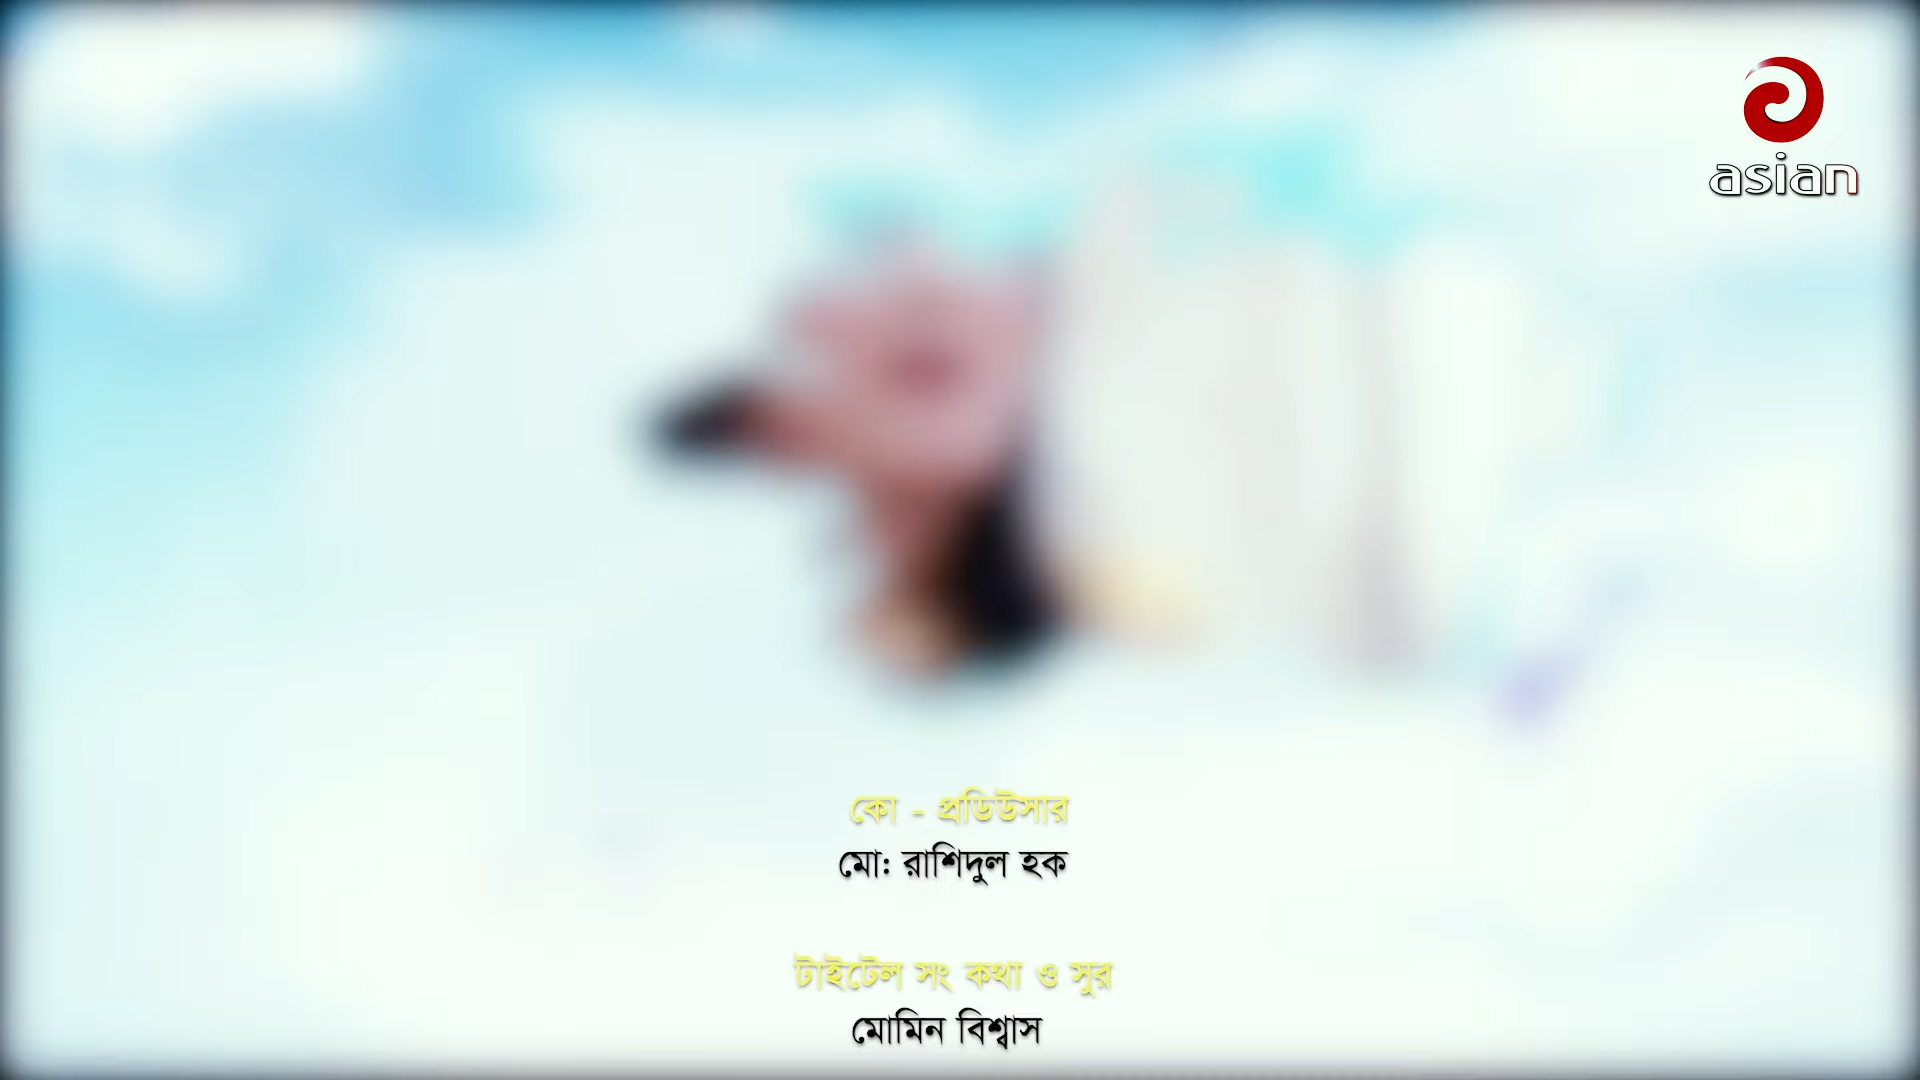 asian
কো - প্রডিউসার
মো: রাশিদুল হক
টাইটেল সং কথা ও সুর
মোমিন বিশ্বাস